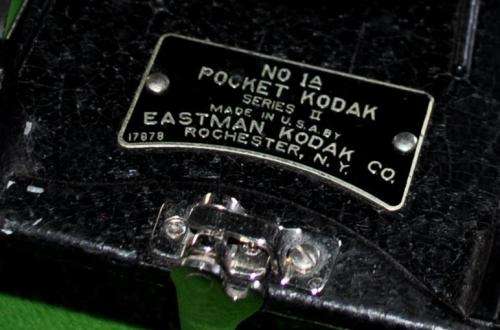 NO 1A
POCKET KODAK
SERIES II
MADE IN U.S.A. BY
EASTMAN KODAK CO.
ROCHESTER, N.Y.
17878